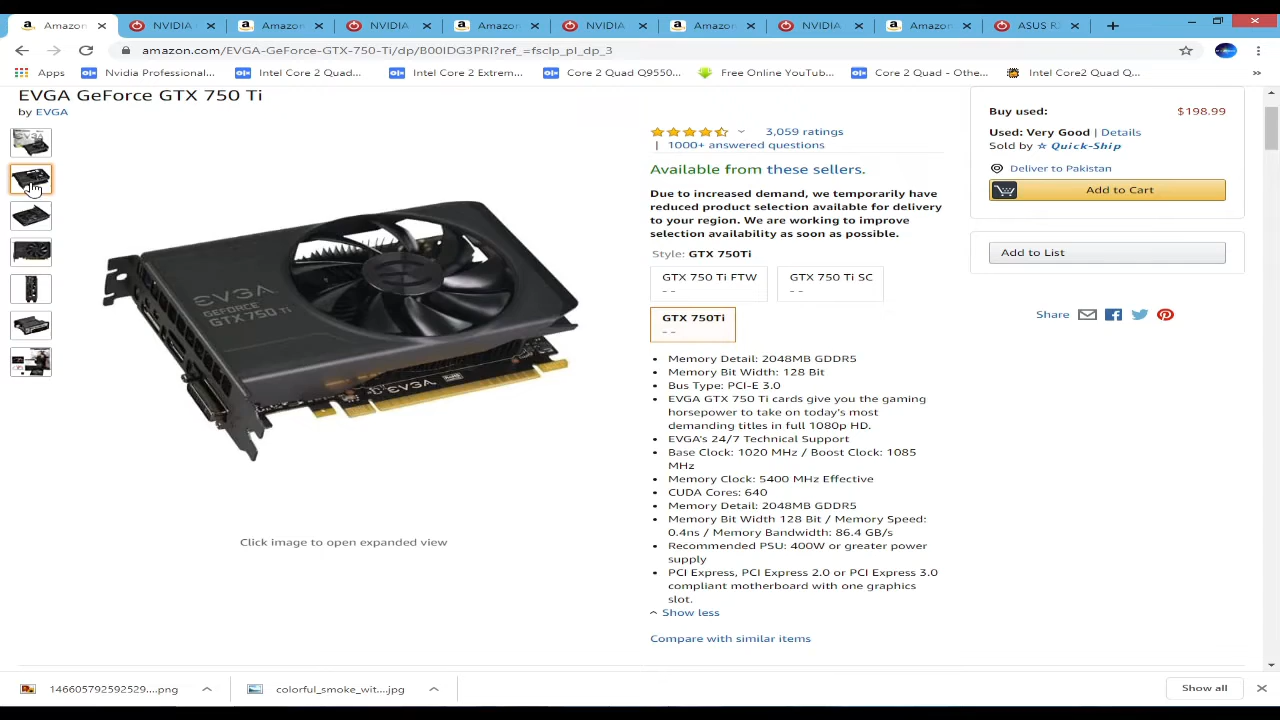 Amazon
NVIDIA
Amazon
NVIDIA
Amazon
NVIDIA
Amazon
NVIDIA
Amazon
ASUS R
amazon.com/EVGA-GeForce-GTX-750-Ti/dp/B00IDG3PRI?ref_=fsclp_pl_dp_3
Apps
Nvidia Professional...
Intel Core 2 Quad...
Intel Core 2 Extrem...
Core 2 Quad Q9550...
Free Online YouTub...
Core 2 Quad - Othe...
Intel Core2 Quad Q...
EVGA GeForce GTX 750 Ti
by EVGA
EVGA
GEFORCE
GTX 750 Ti
EVGA
Click image to open expanded view
3,059 ratings
| 1000+ answered questions
Available from these sellers.
Due to increased demand, we temporarily have
reduced product selection available for delivery
to your region. We are working to improve
selection availability as soon as possible.
Style: GTX 750Ti
GTX 750 Ti FTW
- -
GTX 750 Ti SC
- -
GTX 750Ti
- -
• Memory Detail: 2048MB GDDR5
• Memory Bit Width: 128 Bit
• Bus Type: PCI-E 3.0
• EVGA GTX 750 Ti cards give you the gaming
horsepower to take on today's most
demanding titles in full 1080p HD.
• EVGA's 24/7 Technical Support
• Base Clock: 1020 MHz / Boost Clock: 1085
MHz
• Memory Clock: 5400 MHz Effective
• CUDA Cores: 640
• Memory Detail: 2048MB GDDR5
• Memory Bit Width 128 Bit / Memory Speed:
0.4ns / Memory Bandwidth: 86.4 GB/s
• Recommended PSU: 400W or greater power
supply
• PCI Express, PCI Express 2.0 or PCI Express 3.0
compliant motherboard with one graphics
slot.
Show less
Compare with similar items
Buy used: $198.99
Used: Very Good | Details
Sold by ☆ Quick-Ship
Deliver to Pakistan
Add to Cart
Add to List
Share
146605792592529....png
colorful_smoke_wit....jpg
Show all